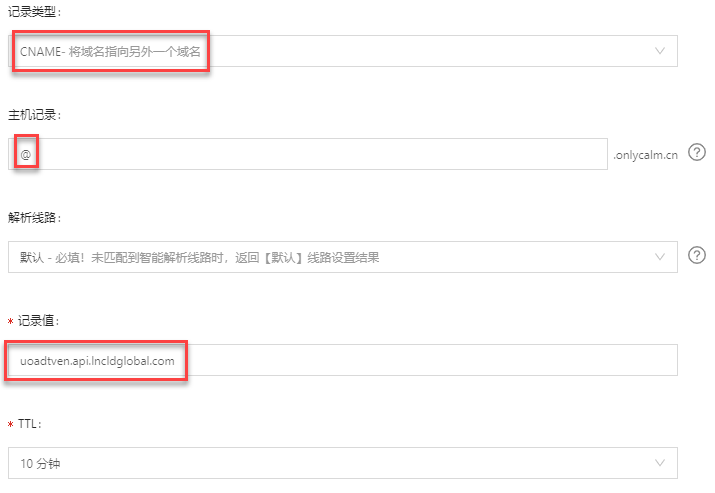 记录类型：
CNAME- 将域名指向另外一个域名
主机记录：
@
.onlycalm.cn
?
解析线路：
默认 - 必填！未匹配到智能解析线路时，返回【默认】线路设置结果
?
* 记录值：
uoadtven.api.lncldglobal.com
* TTL：
10 分钟